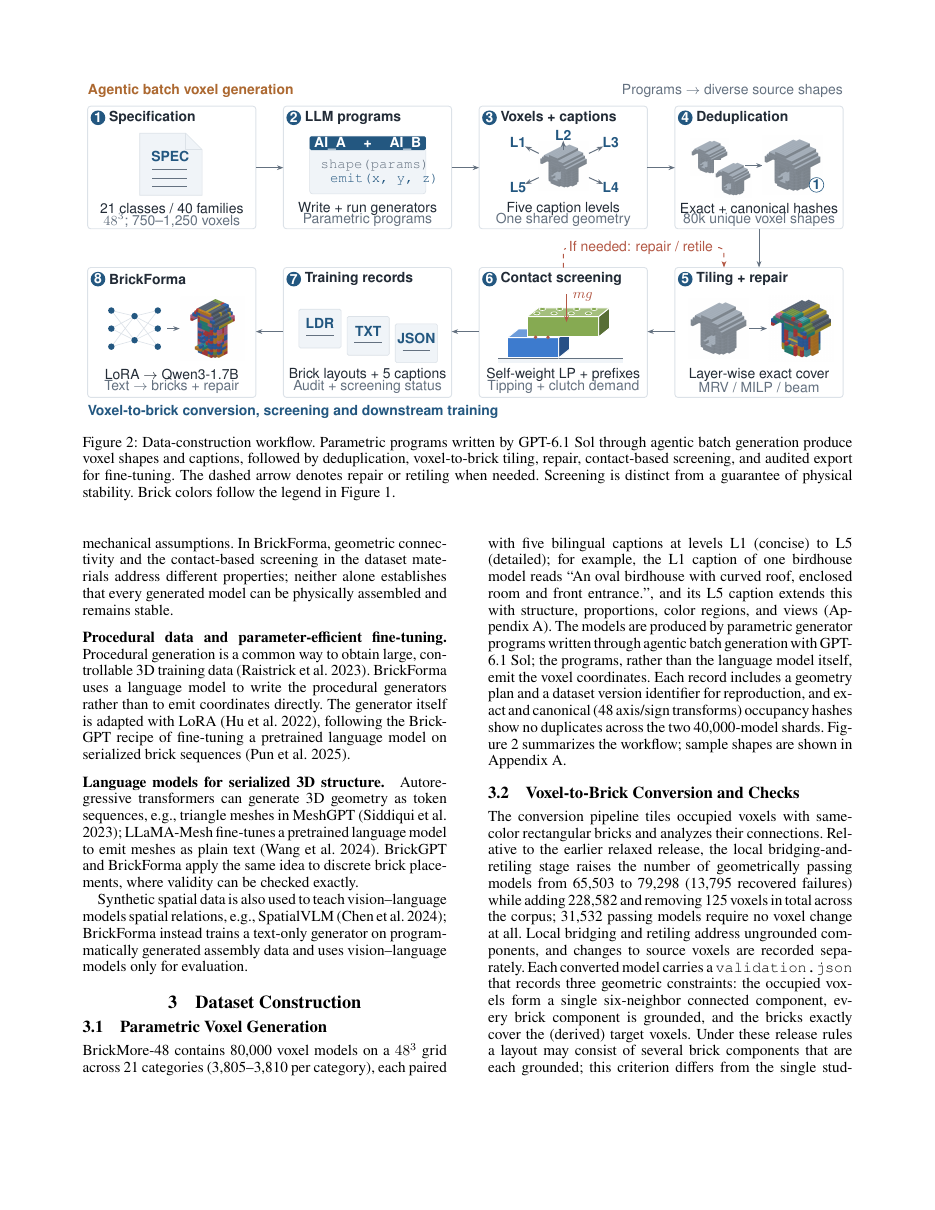 Agentic batch voxel generation
Programs → diverse source shapes
1 Specification
SPEC
21 classes / 40 families
48³; 750–1,250 voxels
2 LLM programs
AI_A + AI_B
shape(params)
emit(x, y, z)
Write + run generators
Parametric programs
3 Voxels + captions
L1 L2 L3
L5 L4
Five caption levels
One shared geometry
4 Deduplication
1
Exact + canonical hashes
80k unique voxel shapes
If needed: repair / retile
8 BrickForma
LoRA → Qwen3-1.7B
Text → bricks + repair
7 Training records
LDR TXT JSON
Brick layouts + 5 captions
Audit + screening status
6 Contact screening
mg
Self-weight LP + prefixes
Tipping + clutch demand
5 Tiling + repair
Layer-wise exact cover
MRV / MILP / beam
Voxel-to-brick conversion, screening and downstream training
Figure 2: Data-construction workflow. Parametric programs written by GPT-6.1 Sol through agentic batch generation produce
voxel shapes and captions, followed by deduplication, voxel-to-brick tiling, repair, contact-based screening, and audited export
for fine-tuning. The dashed arrow denotes repair or retiling when needed. Screening is distinct from a guarantee of physical
stability. Brick colors follow the legend in Figure 1.
mechanical assumptions. In BrickForma, geometric connec-
tivity and the contact-based screening in the dataset mate-
rials address different properties; neither alone establishes
that every generated model can be physically assembled and
remains stable.
Procedural data and parameter-efficient fine-tuning.
Procedural generation is a common way to obtain large, con-
trollable 3D training data (Raistrick et al. 2023). BrickForma
uses a language model to write the procedural generators
rather than to emit coordinates directly. The generator itself
is adapted with LoRA (Hu et al. 2022), following the Brick-
GPT recipe of fine-tuning a pretrained language model on
serialized brick sequences (Pun et al. 2025).
Language models for serialized 3D structure. Autore-
gressive transformers can generate 3D geometry as token
sequences, e.g., triangle meshes in MeshGPT (Siddiqui et al.
2023); LLaMA-Mesh fine-tunes a pretrained language model
to emit meshes as plain text (Wang et al. 2024). BrickGPT
and BrickForma apply the same idea to discrete brick place-
ments, where validity can be checked exactly.
Synthetic spatial data is also used to teach vision–language
models spatial relations, e.g., SpatialVLM (Chen et al. 2024);
BrickForma instead trains a text-only generator on program-
matically generated assembly data and uses vision–language
models only for evaluation.
3 Dataset Construction
3.1 Parametric Voxel Generation
BrickMore-48 contains 80,000 voxel models on a 48³ grid
across 21 categories (3,805–3,810 per category), each paired
with five bilingual captions at levels L1 (concise) to L5
(detailed); for example, the L1 caption of one birdhouse
model reads “An oval birdhouse with curved roof, enclosed
room and front entrance.”, and its L5 caption extends this
with structure, proportions, color regions, and views (Ap-
pendix A). The models are produced by parametric generator
programs written through agentic batch generation with GPT-
6.1 Sol; the programs, rather than the language model itself,
emit the voxel coordinates. Each record includes a geometry
plan and a dataset version identifier for reproduction, and ex-
act and canonical (48 axis/sign transforms) occupancy hashes
show no duplicates across the two 40,000-model shards. Fig-
ure 2 summarizes the workflow; sample shapes are shown in
Appendix A.
3.2 Voxel-to-Brick Conversion and Checks
The conversion pipeline tiles occupied voxels with same-
color rectangular bricks and analyzes their connections. Rel-
ative to the earlier relaxed release, the local bridging-and-
retiling stage raises the number of geometrically passing
models from 65,503 to 79,298 (13,795 recovered failures)
while adding 228,582 and removing 125 voxels in total across
the corpus; 31,532 passing models require no voxel change
at all. Local bridging and retiling address ungrounded com-
ponents, and changes to source voxels are recorded sepa-
rately. Each converted model carries a validation.json
that records three geometric constraints: the occupied vox-
els form a single six-neighbor connected component, ev-
ery brick component is grounded, and the bricks exactly
cover the (derived) target voxels. Under these release rules
a layout may consist of several brick components that are
each grounded; this criterion differs from the single stud-